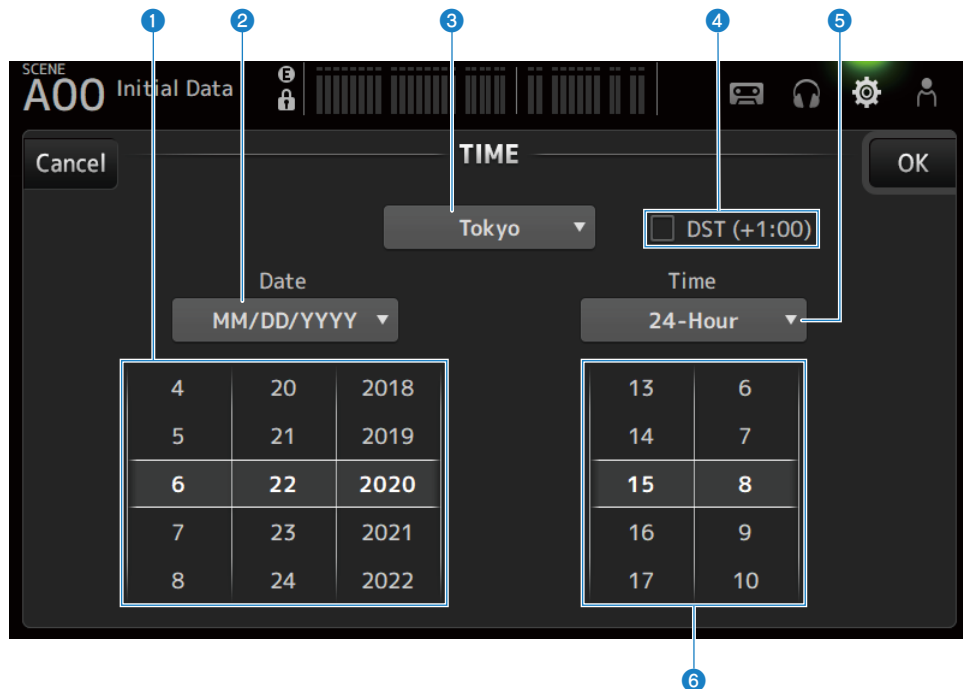 1 2 3 4 5
SCENE
A00 Initial Data E
Cancel TIME OK
Tokyo ▼ DST (+1:00)
Date Time
MM/DD/YYYY ▼ 24-Hour ▼
4 20 2018 13 6
5 21 2019 14 7
6 22 2020 15 8
7 23 2021 16 9
8 24 2022 17 10
6